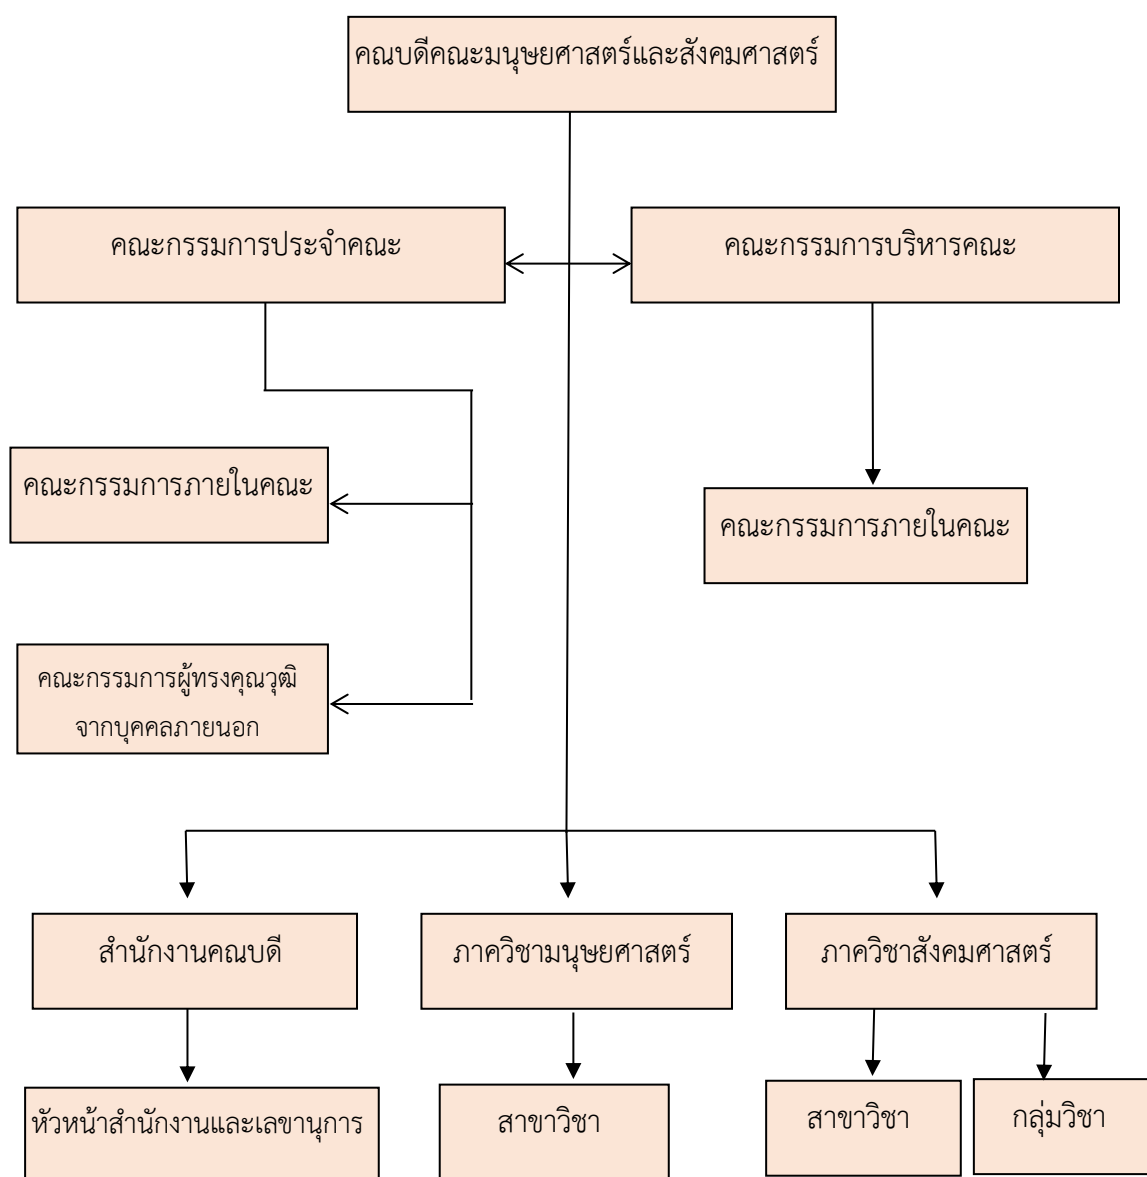 คณบดีคณะมนุษยศาสตร์และสังคมศาสตร์
คณะกรรมการประจำคณะ
คณะกรรมการบริหารคณะ
คณะกรรมการภายในคณะ
คณะกรรมการภายในคณะ
คณะกรรมการผู้ทรงคุณวุฒิ
จากบุคคลภายนอก
สำนักงานคณบดี
ภาควิชามนุษยศาสตร์
ภาควิชาสังคมศาสตร์
หัวหน้าสำนักงานและเลขานุการ
สาขาวิชา
สาขาวิชา
กลุ่มวิชา